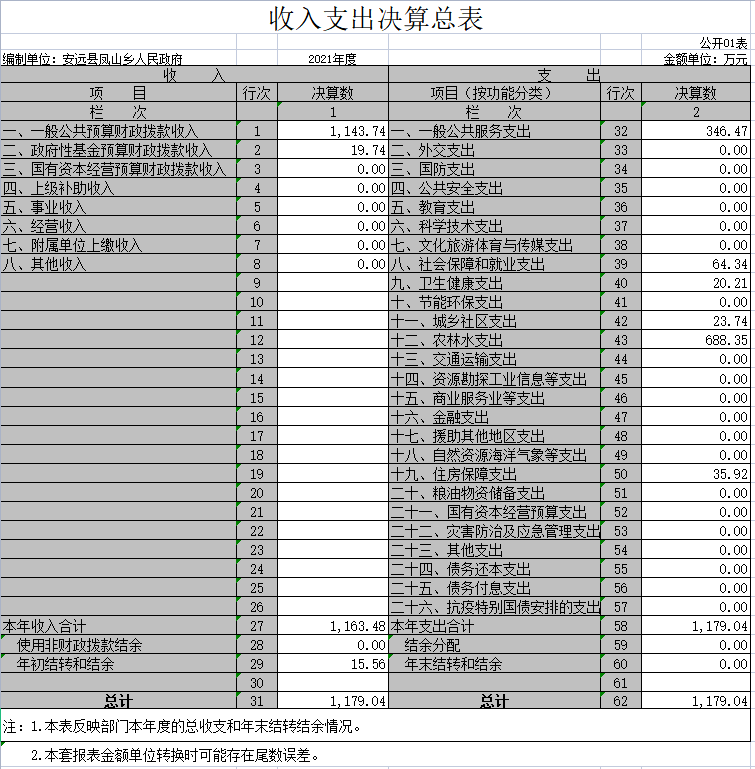 收入支出决算总表
公开01表
编制单位：安远县凤山乡人民政府 2021年度 金额单位：万元
收 入 支 出
项 目 行次 决算数 项目（按功能分类） 行次 决算数
栏 次 1 栏 次 2
一、一般公共预算财政拨款收入 1 1,143.74 一、一般公共服务支出 32 346.47
二、政府性基金预算财政拨款收入 2 19.74 二、外交支出 33 0.00
三、国有资本经营预算财政拨款收入 3 0.00 三、国防支出 34 0.00
四、上级补助收入 4 0.00 四、公共安全支出 35 0.00
五、事业收入 5 0.00 五、教育支出 36 0.00
六、经营收入 6 0.00 六、科学技术支出 37 0.00
七、附属单位上缴收入 7 0.00 七、文化旅游体育与传媒支出 38 0.00
八、其他收入 8 0.00 八、社会保障和就业支出 39 64.34
9 九、卫生健康支出 40 20.21
10 十、节能环保支出 41 0.00
11 十一、城乡社区支出 42 23.74
12 十二、农林水支出 43 688.35
13 十三、交通运输支出 44 0.00
14 十四、资源勘探工业信息等支出 45 0.00
15 十五、商业服务业等支出 46 0.00
16 十六、金融支出 47 0.00
17 十七、援助其他地区支出 48 0.00
18 十八、自然资源海洋气象等支出 49 0.00
19 十九、住房保障支出 50 35.92
20 二十、粮油物资储备支出 51 0.00
21 二十一、国有资本经营预算支出 52 0.00
22 二十二、灾害防治及应急管理支出 53 0.00
23 二十三、其他支出 54 0.00
24 二十四、债务还本支出 55 0.00
25 二十五、债务付息支出 56 0.00
26 二十六、抗疫特别国债安排的支出 57 0.00
本年收入合计 27 1,163.48 本年支出合计 58 1,179.04
使用非财政拨款结余 28 0.00 结余分配 59 0.00
年初结转和结余 29 15.56 年末结转和结余 60 0.00
30 61
总计 31 1,179.04 总计 62 1,179.04
注：1.本表反映部门本年度的总收支和年末结转结余情况。
2.本套报表金额单位转换时可能存在尾数误差。